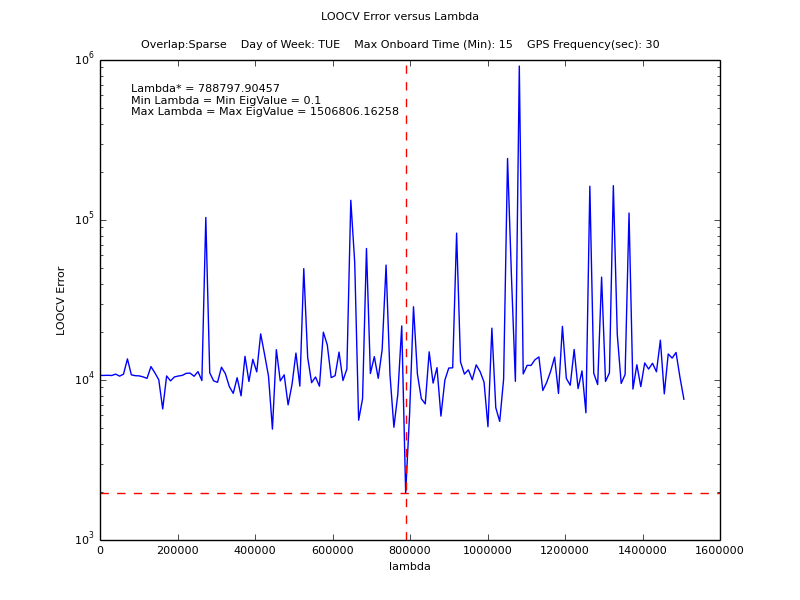 LOOCV Error versus Lambda
Overlap:Sparse    Day of Week: TUE    Max Onboard Time (Min): 15    GPS Frequency(sec): 30
Lambda* = 788797.90457
Min Lambda = Min EigValue = 0.1
Max Lambda = Max EigValue = 1506806.16258
LOOCV Error
10^6
10^5
10^4
10^3
0 200000 400000 600000 800000 1000000 1200000 1400000 1600000
lambda